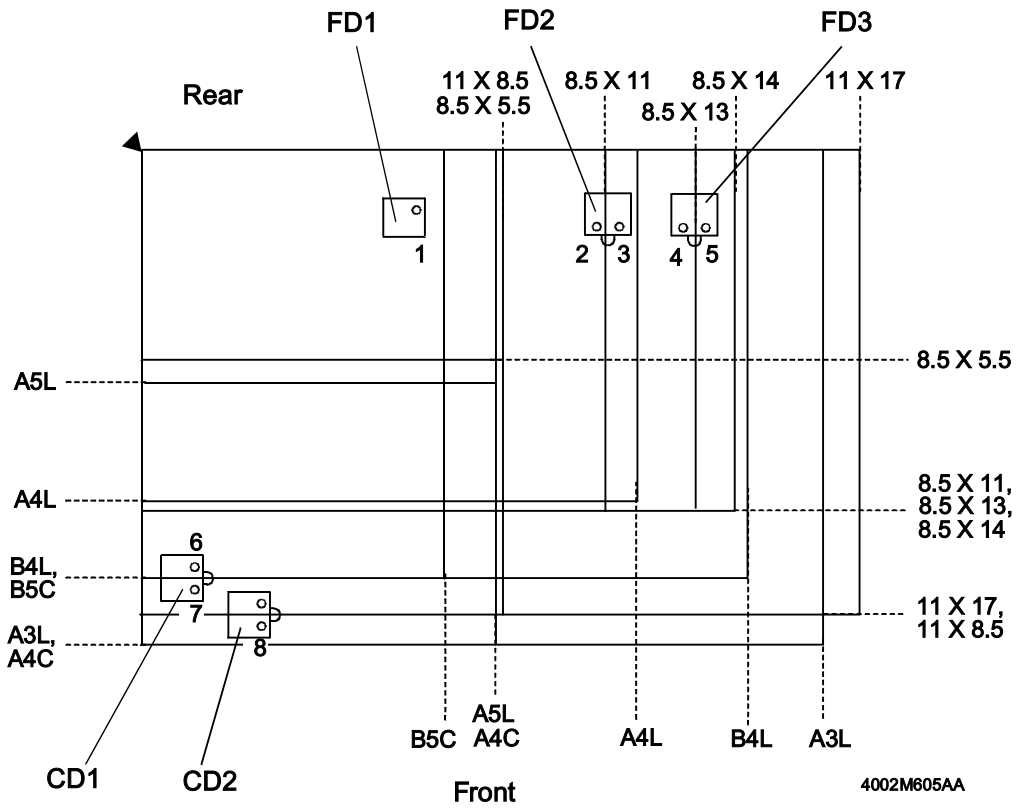 FD1
FD2
FD3
Rear
11 X 8.5
8.5 X 5.5
8.5 X 11
8.5 X 13
8.5 X 14
11 X 17
1
2
3
4
5
8.5 X 5.5
A5L
A4L
8.5 X 11,
8.5 X 13,
8.5 X 14
6
B4L,
B5C
7
8
11 X 17,
11 X 8.5
A3L,
A4C
B5C
A5L
A4C
A4L
B4L
A3L
CD1
CD2
Front
4002M605AA